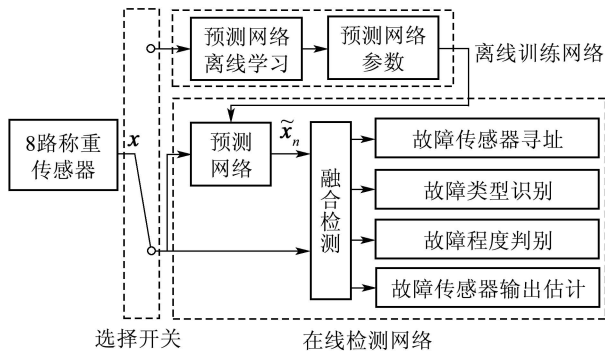 预测网络
离线学习
预测网络
参数
离线训练网络
8路称重
传感器
x
预测
网络
x̃n
融合检测
故障传感器寻址
故障类型识别
故障程度判别
故障传感器输出估计
选择开关
在线检测网络